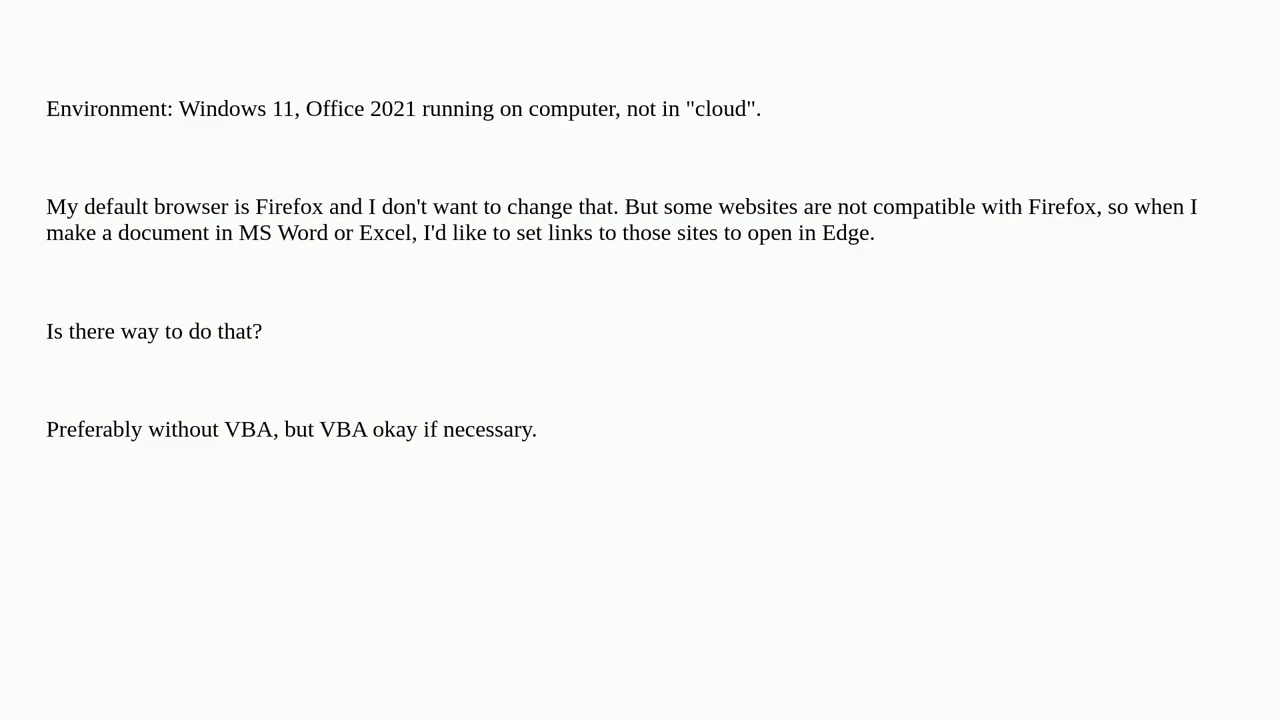 Environment: Windows 11, Office 2021 running on computer, not in "cloud".
My default browser is Firefox and I don't want to change that. But some websites are not compatible with Firefox, so when I
make a document in MS Word or Excel, I'd like to set links to those sites to open in Edge.
Is there way to do that?
Preferably without VBA, but VBA okay if necessary.